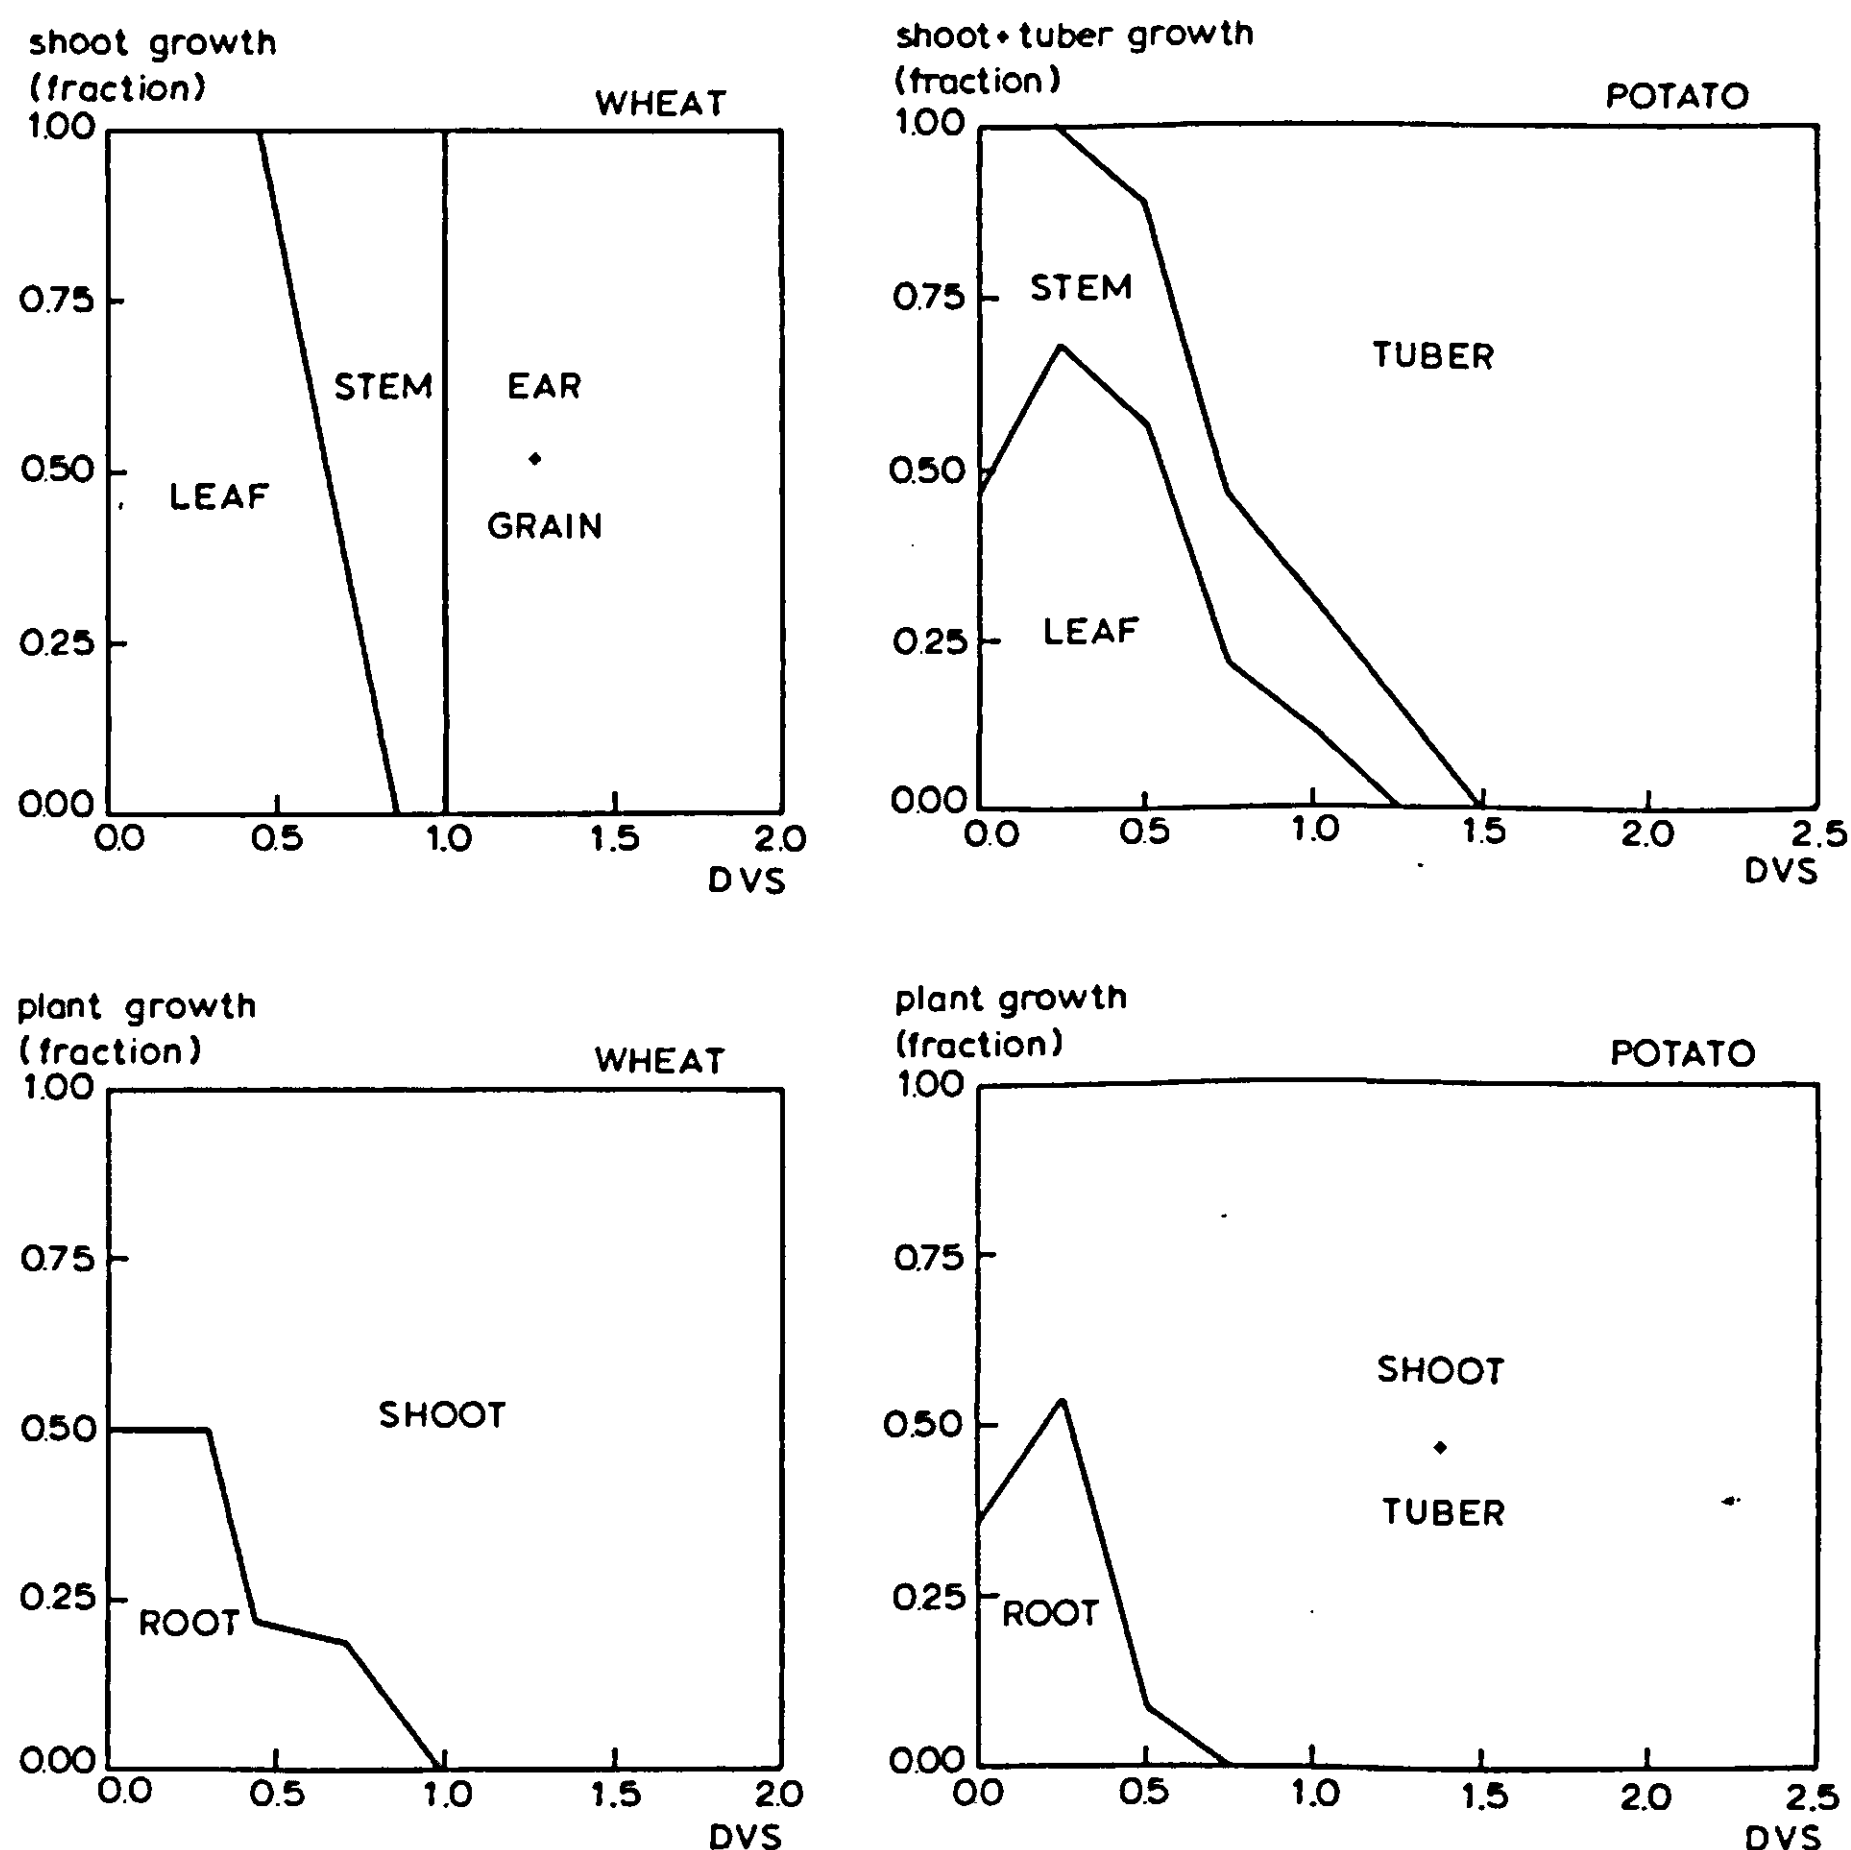 shoot growth
(fraction)
WHEAT
1.00
0.75
0.50
0.25
0.00
LEAF
STEM
EAR
+
GRAIN
0.0 0.5 1.0 1.5 2.0
DVS
shoot+tuber growth
(fraction)
POTATO
1.00
0.75
0.50
0.25
0.00
STEM
TUBER
LEAF
0.0 0.5 1.0 1.5 2.0 2.5
DVS
plant growth
(fraction)
WHEAT
1.00
0.75
0.50
0.25
0.00
SHOOT
ROOT
0.0 0.5 1.0 1.5 2.0
DVS
plant growth
(fraction)
POTATO
1.00
0.75
0.50
0.25
0.00
SHOOT
+
TUBER
ROOT
0.0 0.5 1.0 1.5 2.0 2.5
DVS